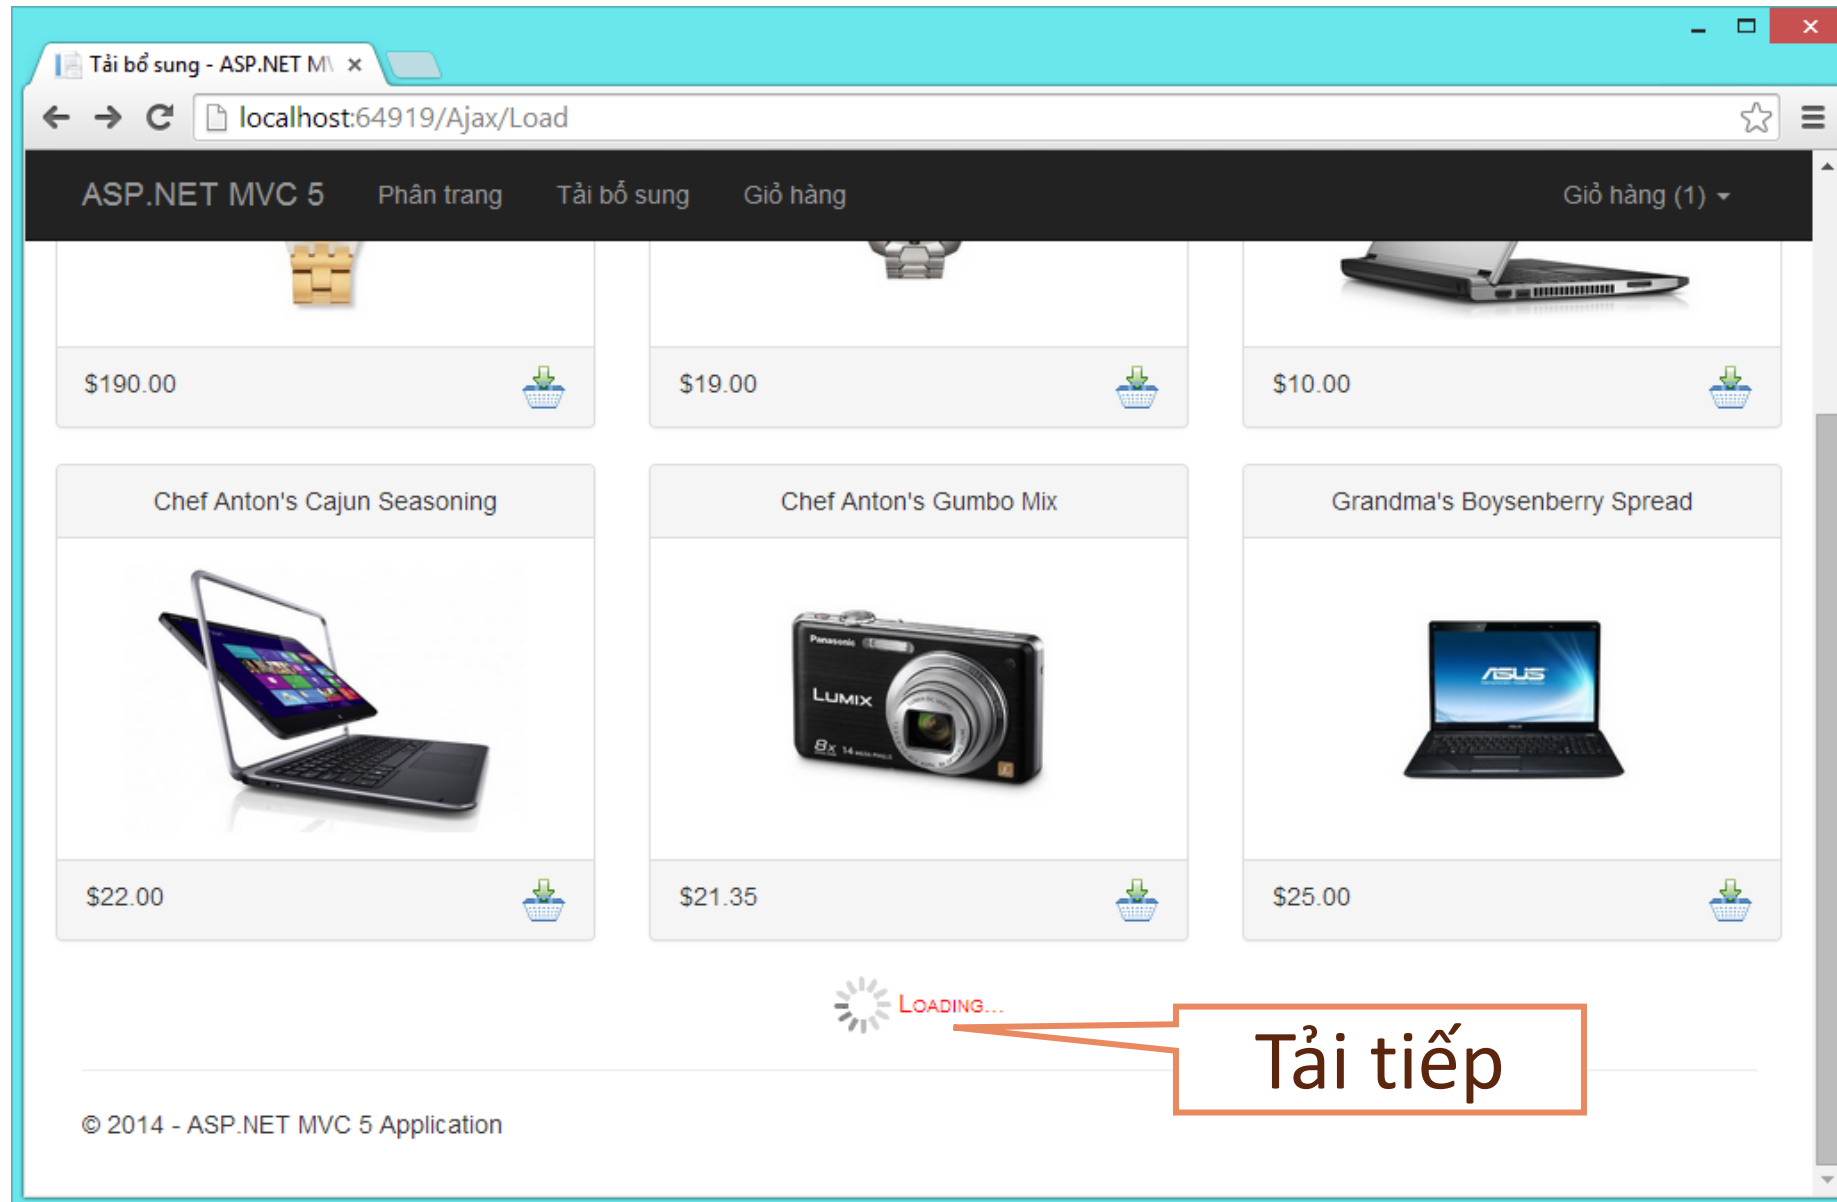 Tải bổ sung - ASP.NET M
localhost:64919/Ajax/Load
ASP.NET MVC 5 Phân trang Tải bổ sung Giỏ hàng Giỏ hàng (1)
$190.00 $19.00 $10.00
Chef Anton's Cajun Seasoning Chef Anton's Gumbo Mix Grandma's Boysenberry Spread
Panasonic
LUMIX
8x 14 MEGA PIXELS
ASUS
$22.00 $21.35 $25.00
LOADING...
Tải tiếp
© 2014 - ASP.NET MVC 5 Application